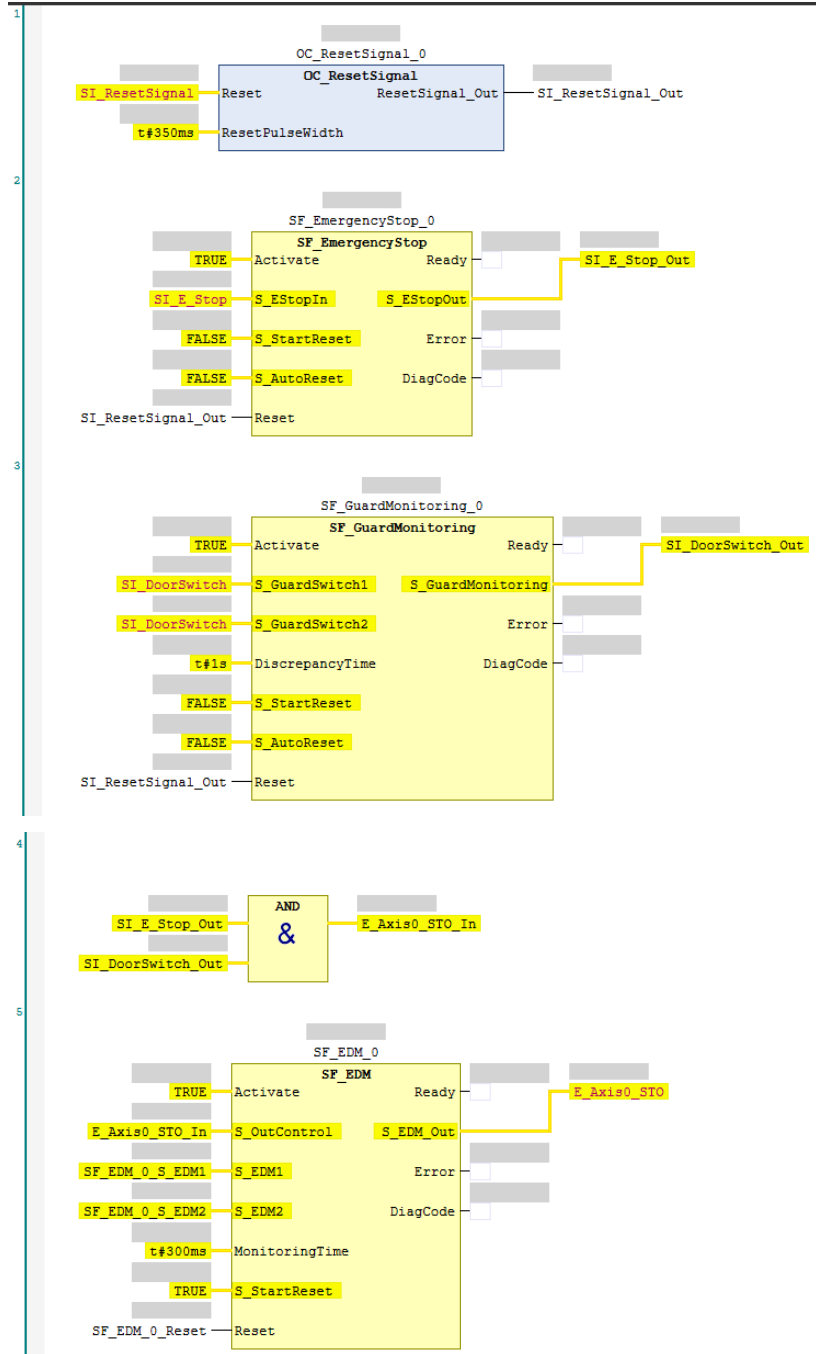 1
OC_ResetSignal_0
OC_ResetSignal
SI_ResetSignal Reset ResetSignal_Out SI_ResetSignal_Out
t#350ms ResetPulseWidth
2
SF_EmergencyStop_0
SF_EmergencyStop
TRUE Activate Ready SI_E_Stop_Out
SI_E_Stop S_EStopIn S_EStopOut
FALSE S_StartReset Error
FALSE S_AutoReset DiagCode
SI_ResetSignal_Out Reset
3
SF_GuardMonitoring_0
SF_GuardMonitoring
TRUE Activate Ready SI_DoorSwitch_Out
SI_DoorSwitch S_GuardSwitch1 S_GuardMonitoring
SI_DoorSwitch S_GuardSwitch2 Error
t#1s DiscrepancyTime DiagCode
FALSE S_StartReset
FALSE S_AutoReset
SI_ResetSignal_Out Reset
4
AND
SI_E_Stop_Out & E_Axis0_STO_In
SI_DoorSwitch_Out
5
SF_EDM_0
SF_EDM
TRUE Activate Ready E_Axis0_STO
E_Axis0_STO_In S_OutControl S_EDM_Out
SF_EDM_0_S_EDM1 S_EDM1 Error
SF_EDM_0_S_EDM2 S_EDM2 DiagCode
t#300ms MonitoringTime
TRUE S_StartReset
SF_EDM_0_Reset Reset